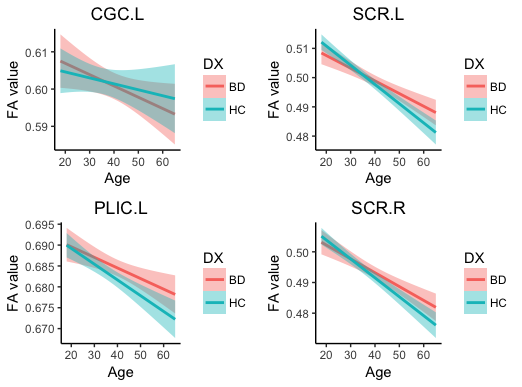 CGC.L
FA value
0.61
0.60
0.59
20 30 40 50 60
Age
DX
BD
HC
SCR.L
FA value
0.51
0.50
0.49
0.48
20 30 40 50 60
Age
DX
BD
HC
PLIC.L
FA value
0.695
0.690
0.685
0.680
0.675
0.670
20 30 40 50 60
Age
DX
BD
HC
SCR.R
FA value
0.50
0.49
0.48
20 30 40 50 60
Age
DX
BD
HC